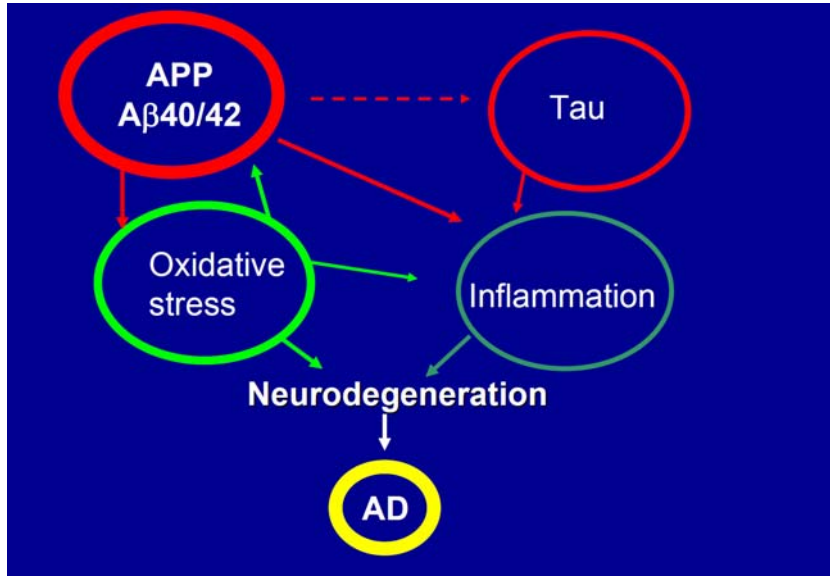 APP
Aβ40/42
Tau
Oxidative
stress
Inflammation
Neurodegeneration
AD